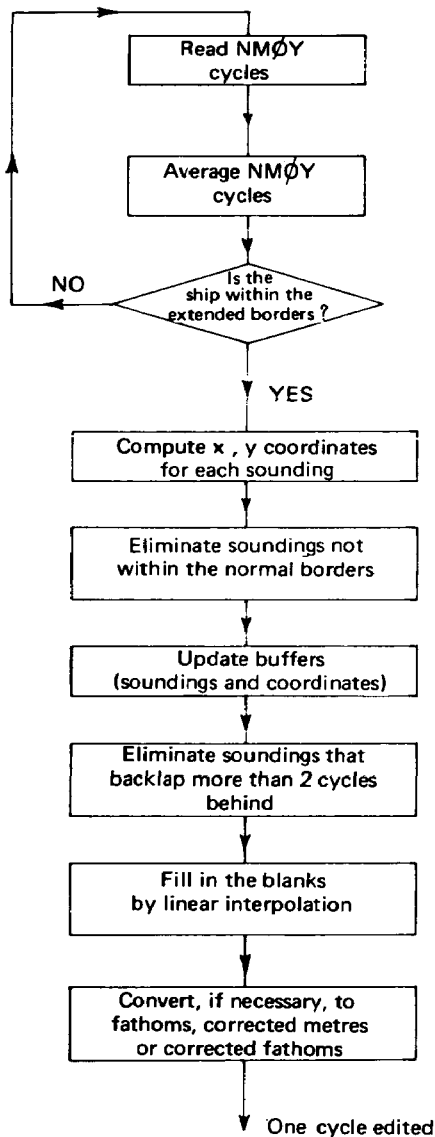 Read NMØY
cycles
Average NMØY
cycles
Is the
ship within the
extended borders ?
NO
YES
Compute x , y coordinates
for each sounding
Eliminate soundings not
within the normal borders
Update buffers
(soundings and coordinates)
Eliminate soundings that
backlap more than 2 cycles
behind
Fill in the blanks
by linear interpolation
Convert, if necessary, to
fathoms, corrected metres
or corrected fathoms
One cycle edited